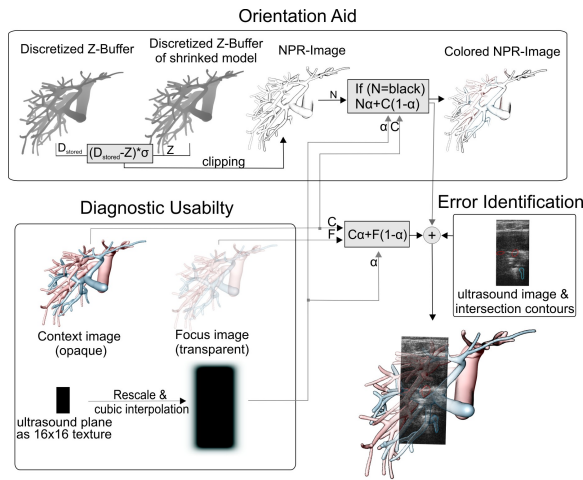 Orientation Aid
Discretized Z-Buffer
Discretized Z-Buffer
of shrinked model
NPR-Image
Colored NPR-Image
If (N=black)
Nα+C(1-α)
N
α C
D_stored
(D_stored-Z)*σ
Z
clipping
Diagnostic Usabilty
Error Identification
C
F
Cα+F(1-α)
α
+
ultrasound image &
intersection contours
Context image
(opaque)
Focus image
(transparent)
ultrasound plane
as 16x16 texture
Rescale &
cubic interpolation